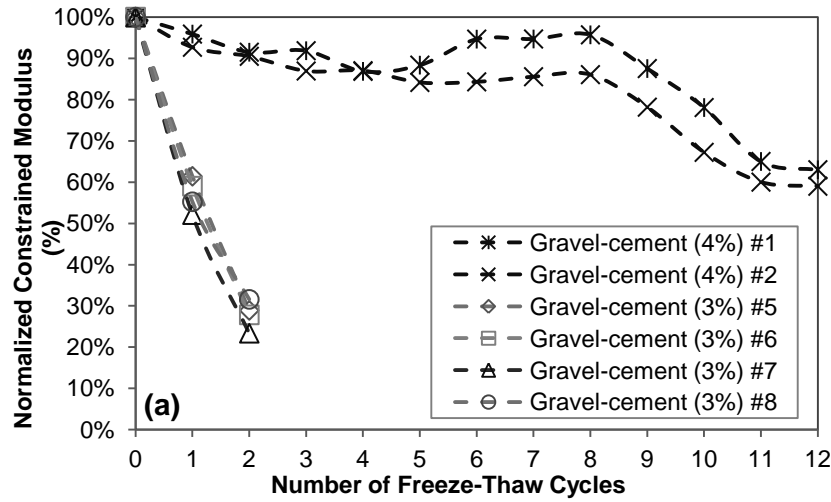 Normalized Constrained Modulus
(%)
100%
90%
80%
70%
60%
50%
40%
30%
20%
10%
0%
(a)
Gravel-cement (4%) #1
Gravel-cement (4%) #2
Gravel-cement (3%) #5
Gravel-cement (3%) #6
Gravel-cement (3%) #7
Gravel-cement (3%) #8
0 1 2 3 4 5 6 7 8 9 10 11 12
Number of Freeze-Thaw Cycles